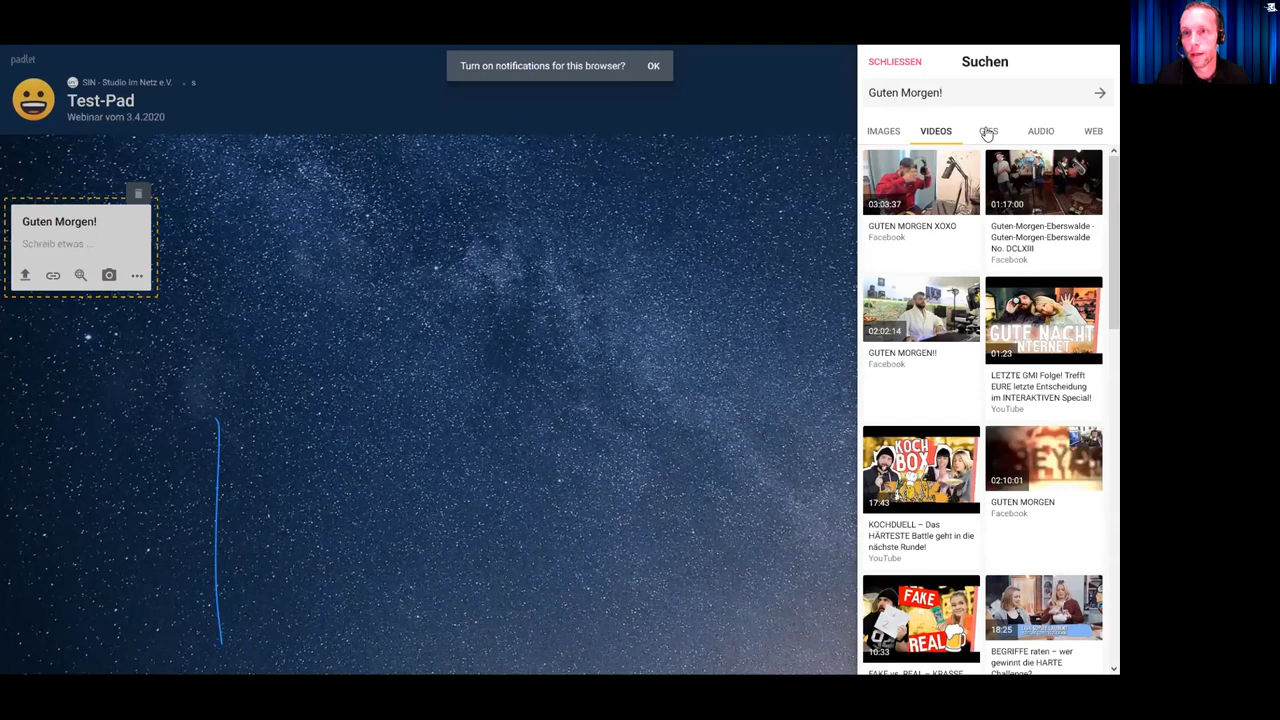 padlet
SIN - Studio im Netz e.V.
Test-Pad
Webinar vom 3.4.2020
Turn on notifications for this browser?
OK
Guten Morgen!
Schreib etwas ...
SCHLIESSEN
Suchen
Guten Morgen!
IMAGES
VIDEOS
AUDIO
WEB
03:03:37
GUTEN MORGEN XOXO
Facebook
01:17:00
Guten-Morgen-Eberswalde -
Guten-Morgen-Eberswalde
No. DCLXIII
Facebook
02:02:14
GUTEN MORGEN!!
Facebook
GUTE NACHT
INTERNET
01:23
LETZTE GMI Folge! Trefft
EURE letzte Entscheidung
im INTERAKTIVEN Special!
YouTube
KOCH
BOX
17:43
KOCHDUELL – Das
HÄRTESTE Battle geht in die
nächste Runde!
YouTube
02:10:01
GUTEN MORGEN
Facebook
FAKE
REAL
10:33
FAKE vs. REAL – KRASSE
18:25
BEGRIFFE raten – wer
gewinnt die HARTE
Challenge?